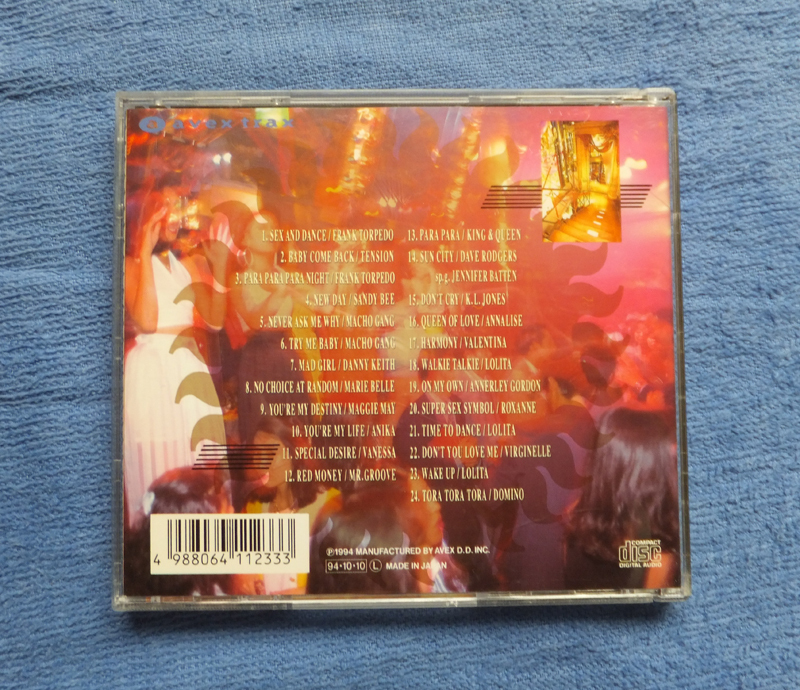 avex trax
1. SEX AND DANCE / FRANK TORPEDO
2. BABY COME BACK / TENSION
3. PARA PARA PARA NIGHT / FRANK TORPEDO
4. NEW DAY / SANDY BEE
5. NEVER ASK ME WHY / MACHO GANG
6. TRY ME BABY / MACHO GANG
7. MAD GIRL / DANNY KEITH
8. NO CHOICE AT RANDOM / MARIE BELLE
9. YOU'RE MY DESTINY / MAGGIE MAY
10. YOU'RE MY LIFE / ANIKA
11. SPECIAL DESIRE / VANESSA
12. RED MONEY / MR. GROOVE
13. PARA PARA / KING & QUEEN
14. SUN CITY / DAVE RODGERS
sp.g. JENNIFER BATTEN
15. DON'T CRY / K.L. JONES
16. QUEEN OF LOVE / ANNALISE
17. HARMONY / VALENTINA
18. WALKIE TALKIE / LOLITA
19. ON MY OWN / ANNERLEY GORDON
20. SUPER SEX SYMBOL / ROXANNE
21. TIME TO DANCE / LOLITA
22. DON'T YOU LOVE ME / VIRGINELLE
23. WAKE UP / LOLITA
24. TORA TORA TORA / DOMINO
4 988064 112333
Ⓟ1994 MANUFACTURED BY AVEX D.D. INC.
94・10・10 Ⓛ MADE IN JAPAN
COMPACT
disc
DIGITAL AUDIO